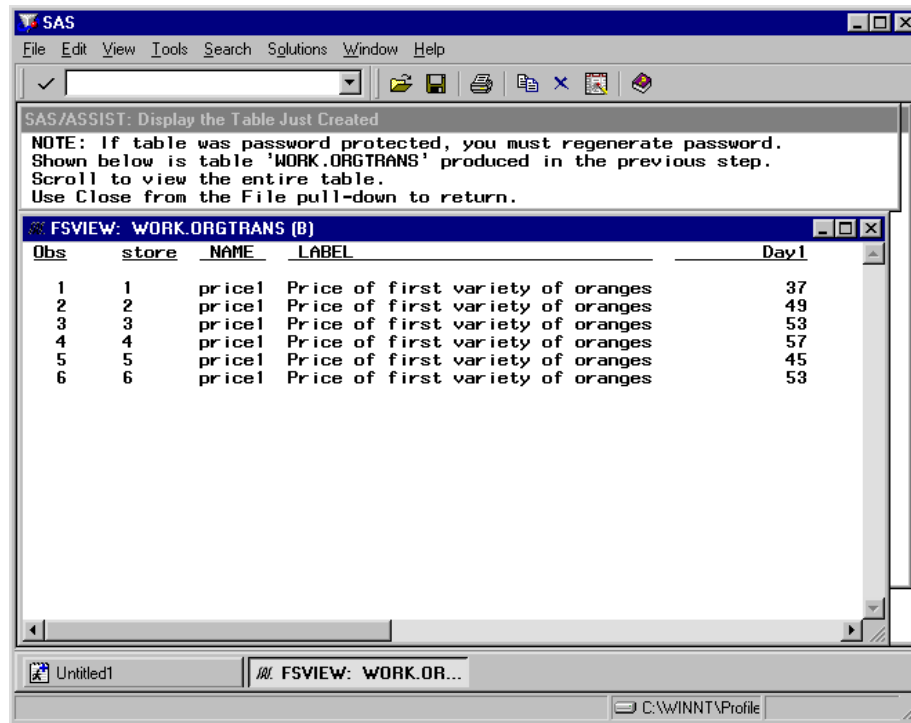 SAS
File Edit View Tools Search Solutions Window Help
SAS/ASSIST: Display the Table Just Created
NOTE: If table was password protected, you must regenerate password.
Shown below is table 'WORK.ORGTRANS' produced in the previous step.
Scroll to view the entire table.
Use Close from the File pull-down to return.
FSVIEW: WORK.ORGTRANS (B)
Obs store _NAME_ _LABEL_ Day1
1 1 price1 Price of first variety of oranges 37
2 2 price1 Price of first variety of oranges 49
3 3 price1 Price of first variety of oranges 53
4 4 price1 Price of first variety of oranges 57
5 5 price1 Price of first variety of oranges 45
6 6 price1 Price of first variety of oranges 53
Untitled1 FSVIEW: WORK.OR...
C:\WINNT\Profile